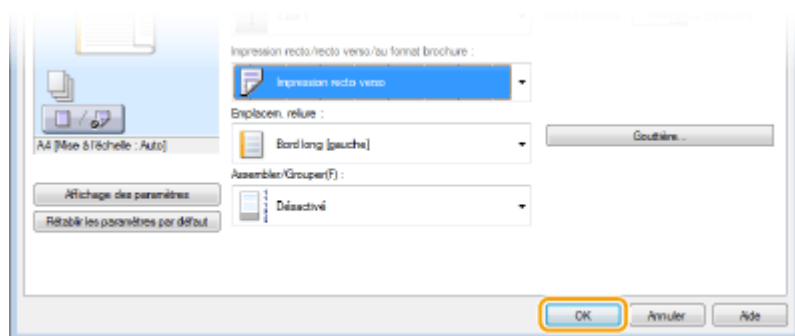 Impression recto/recto verso/au format brochure :
Impression recto verso
Emplacem. reliure :
Bord long [gauche]
Gouttière...
A4 [Mise à l'échelle : Auto]
Assembler/Grouper(F) :
Affichage des paramètres
Désactivé
Rétablir les paramètres par défaut
OK
Annuler
Aide